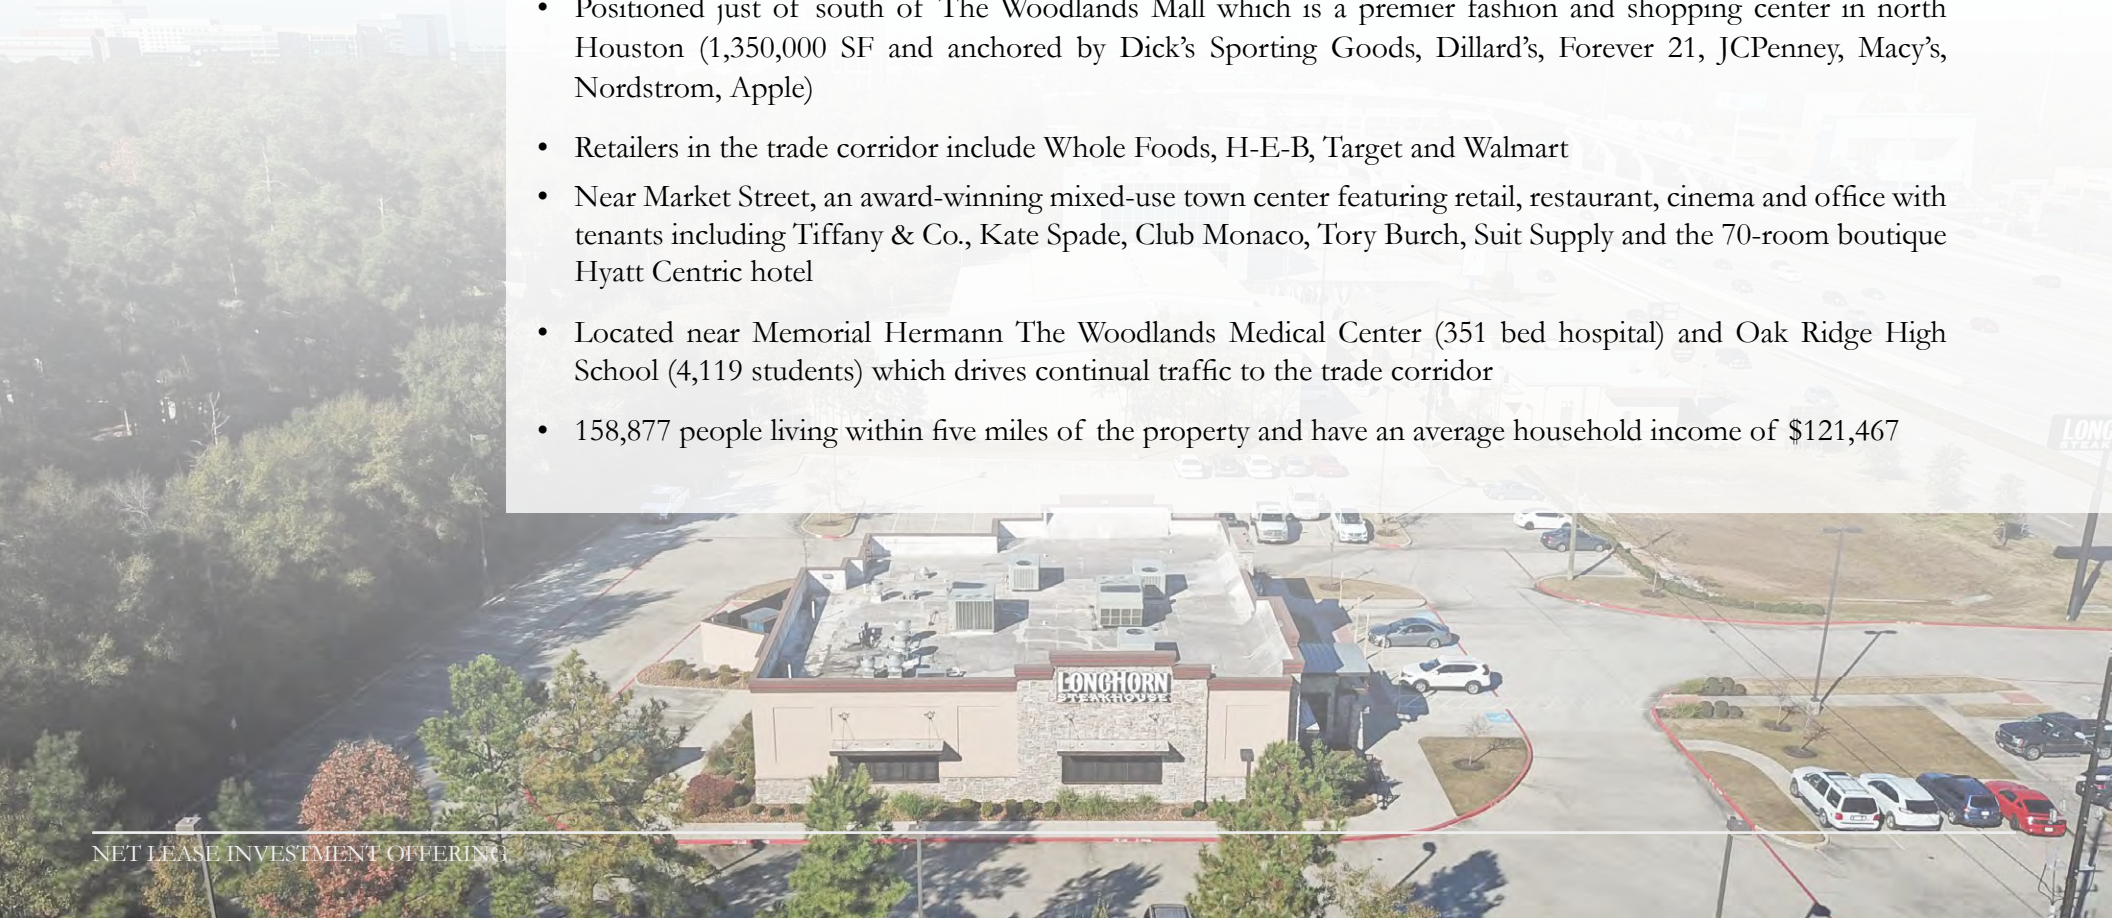 • Positioned just of south of The Woodlands Mall which is a premier fashion and shopping center in north
Houston (1,350,000 SF and anchored by Dick’s Sporting Goods, Dillard’s, Forever 21, JCPenney, Macy’s,
Nordstrom, Apple)
• Retailers in the trade corridor include Whole Foods, H-E-B, Target and Walmart
• Near Market Street, an award-winning mixed-use town center featuring retail, restaurant, cinema and office with
tenants including Tiffany & Co., Kate Spade, Club Monaco, Tory Burch, Suit Supply and the 70-room boutique
Hyatt Centric hotel
• Located near Memorial Hermann The Woodlands Medical Center (351 bed hospital) and Oak Ridge High
School (4,119 students) which drives continual traffic to the trade corridor
• 158,877 people living within five miles of the property and have an average household income of $121,467
LONGHORN
STEAKHOUSE
NET LEASE INVESTMENT OFFERING